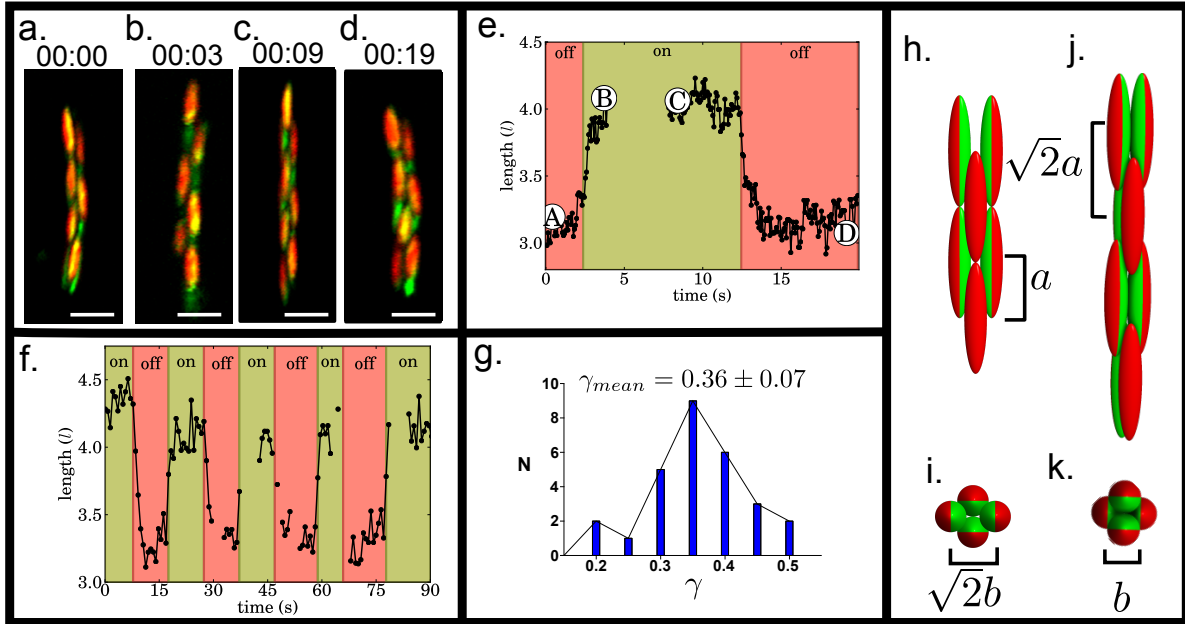 a. b. c. d.
00:00 00:03 00:09 00:19
e.
off on off
4.5
4.0
3.5
3.0
length (l)
A B C D
0 5 10 15
time (s)
f.
on off on off on off on off on
4.5
4.0
3.5
3.0
length (l)
0 15 30 45 60 75 90
time (s)
g.
γmean = 0.36 ± 0.07
10
8
6
4
2
0
N
0.2 0.3 0.4 0.5
γ
h.
a
i.
√2b
j.
√2a
k.
b